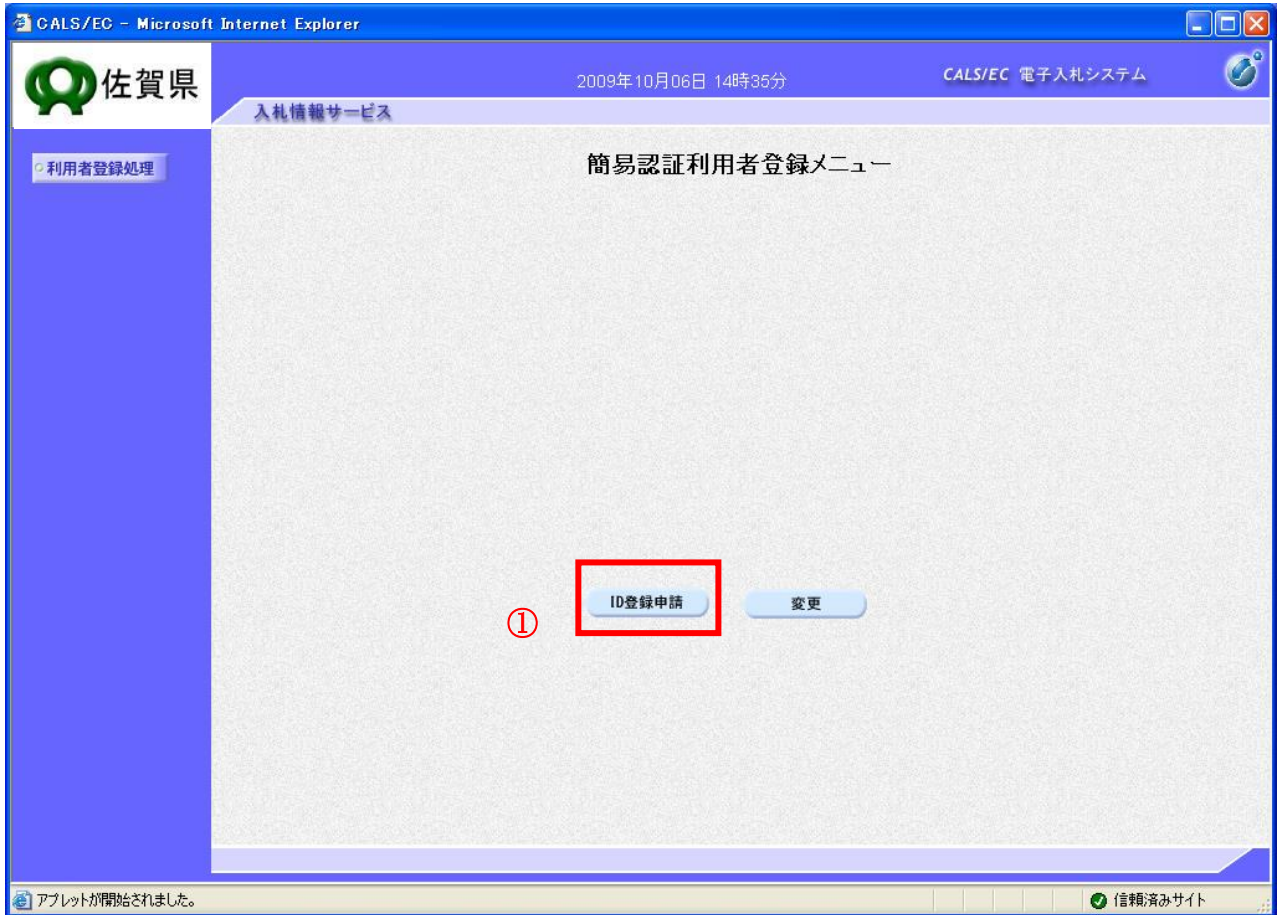 CALS/EC - Microsoft Internet Explorer
佐賀県
2009年10月06日 14時35分
CALS/EC 電子入札システム
入札情報サービス
利用者登録処理
簡易認証利用者登録メニュー
① ID登録申請 変更
アプレットが開始されました。
信頼済みサイト